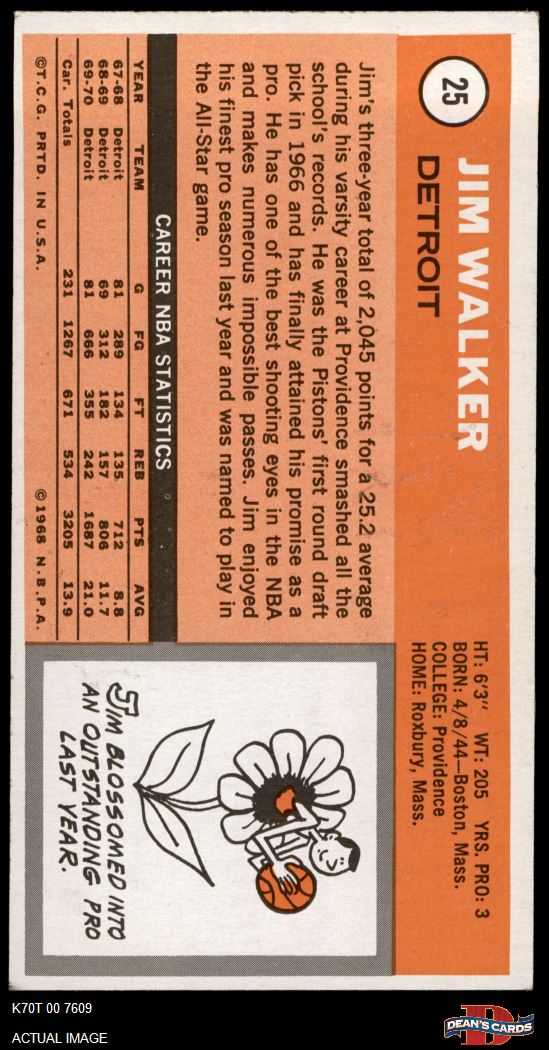 25
JIM WALKER
DETROIT
HT: 6'3" WT: 205 YRS. PRO: 3
BORN: 4/8/44—Boston, Mass.
COLLEGE: Providence
HOME: Roxbury, Mass.
Jim's three-year total of 2,045 points for a 25.2 average
during his varsity career at Providence smashed all the
school's records. He was the Pistons' first round draft
pick in 1966 and has finally attained his promise as a
pro. He has one of the best shooting eyes in the NBA
and makes numerous impossible passes. Jim enjoyed
his finest pro season last year and was named to play in
the All-Star game.
CAREER NBA STATISTICS
YEAR TEAM G FG FT REB PTS AVG
67-68 Detroit 81 289 134 135 712 8.8
68-69 Detroit 69 312 182 157 806 11.7
69-70 Detroit 81 666 355 242 1687 21.0
Car. Totals 231 1267 671 534 3205 13.9
©T.C.G. PRTD. IN U.S.A. ©1968 N.B.P.A.
JIM BLOSSOMED INTO
AN OUTSTANDING PRO
LAST YEAR.
K70T 00 7609
ACTUAL IMAGE
D
DEAN'S CARDS